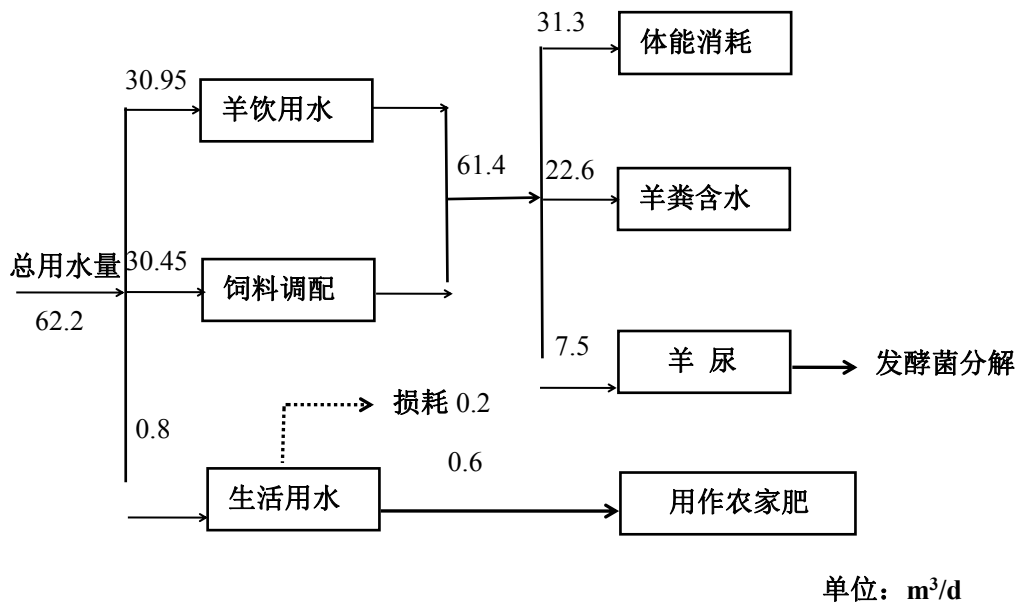 31.3
体能消耗
30.95
羊饮用水
61.4
22.6
羊粪含水
总用水量
30.45
饲料调配
62.2
7.5
羊 尿
发酵菌分解
损耗 0.2
0.8
0.6
生活用水
用作农家肥
单位：m³/d